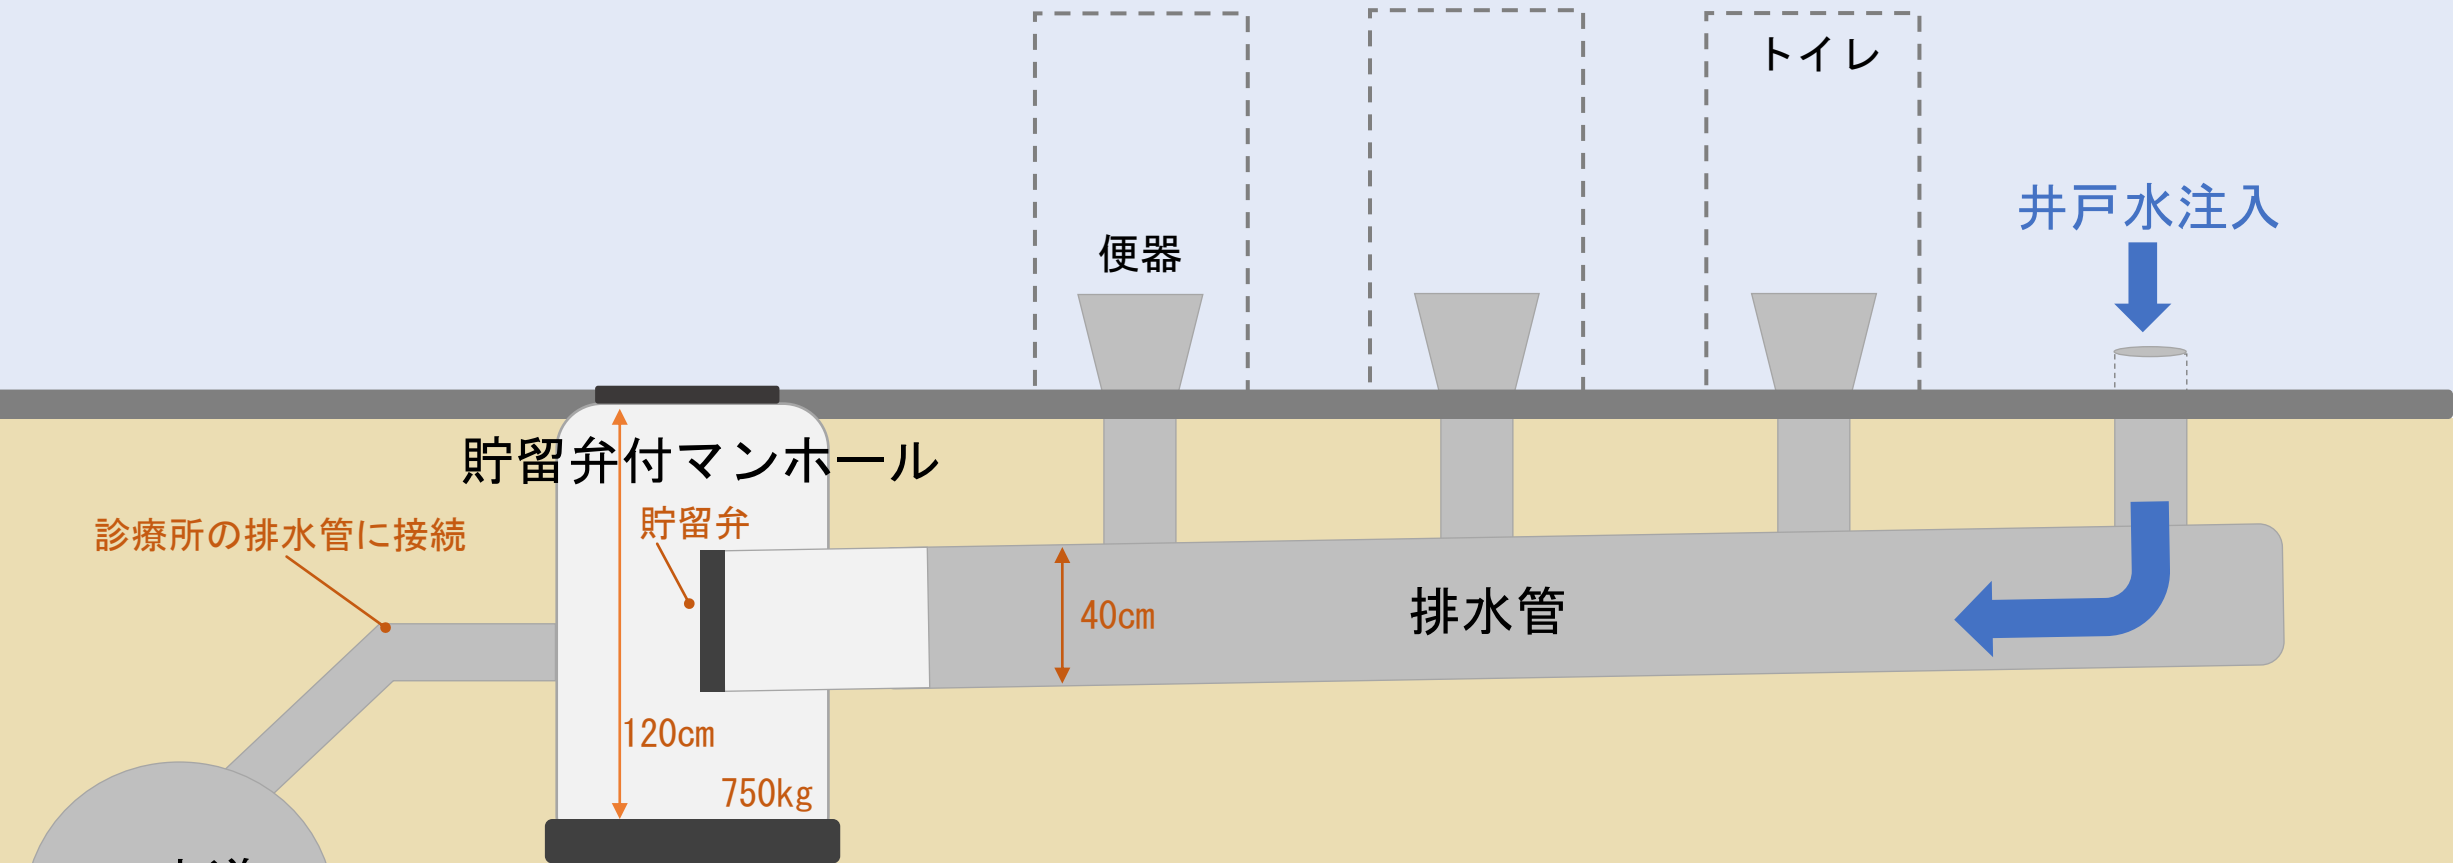 トイレ
井戸水注入
便器
貯留弁付マンホール
貯留弁
診療所の排水管に接続
排水管
40cm
120cm
750kg